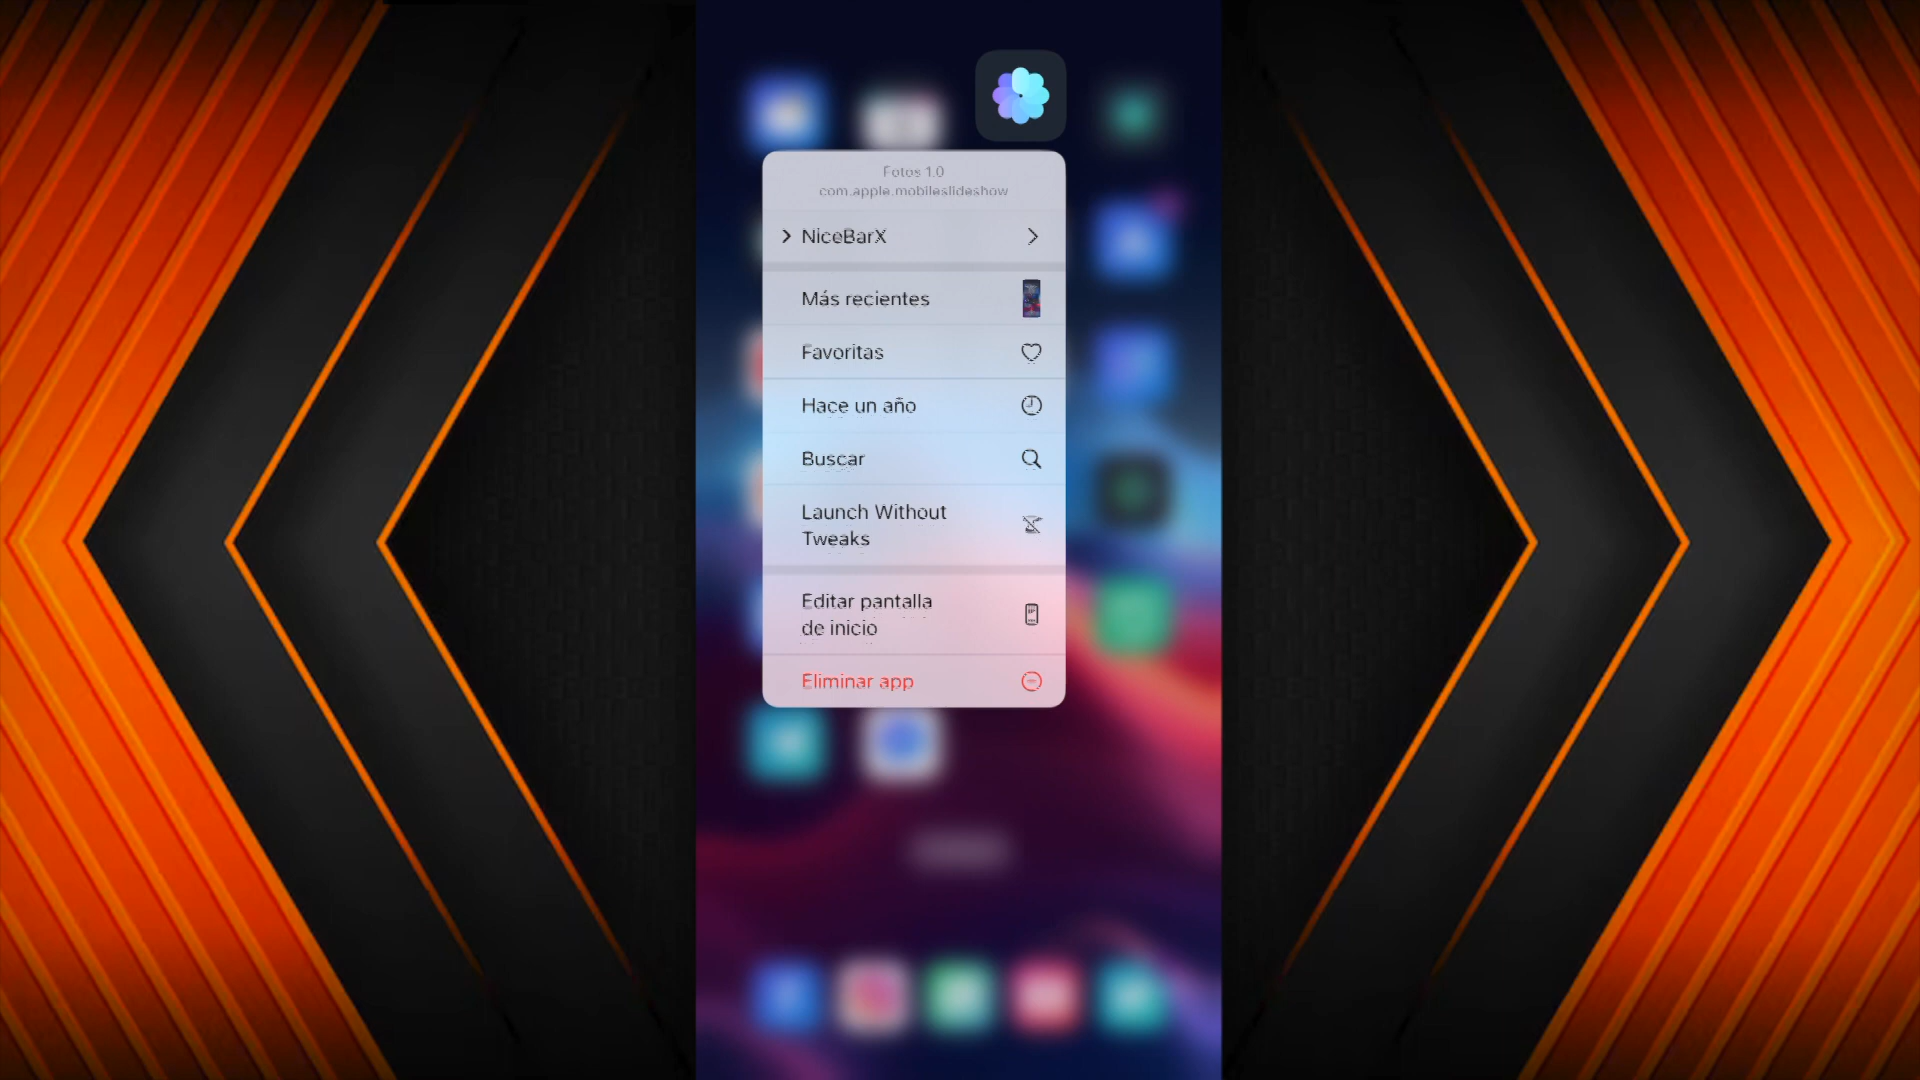 Fotos 1.0
com.apple.mobileslideshow
NiceBarX
Más recientes
Favoritas
Hace un año
Buscar
Launch Without
Tweaks
Editar pantalla
de inicio
Eliminar app